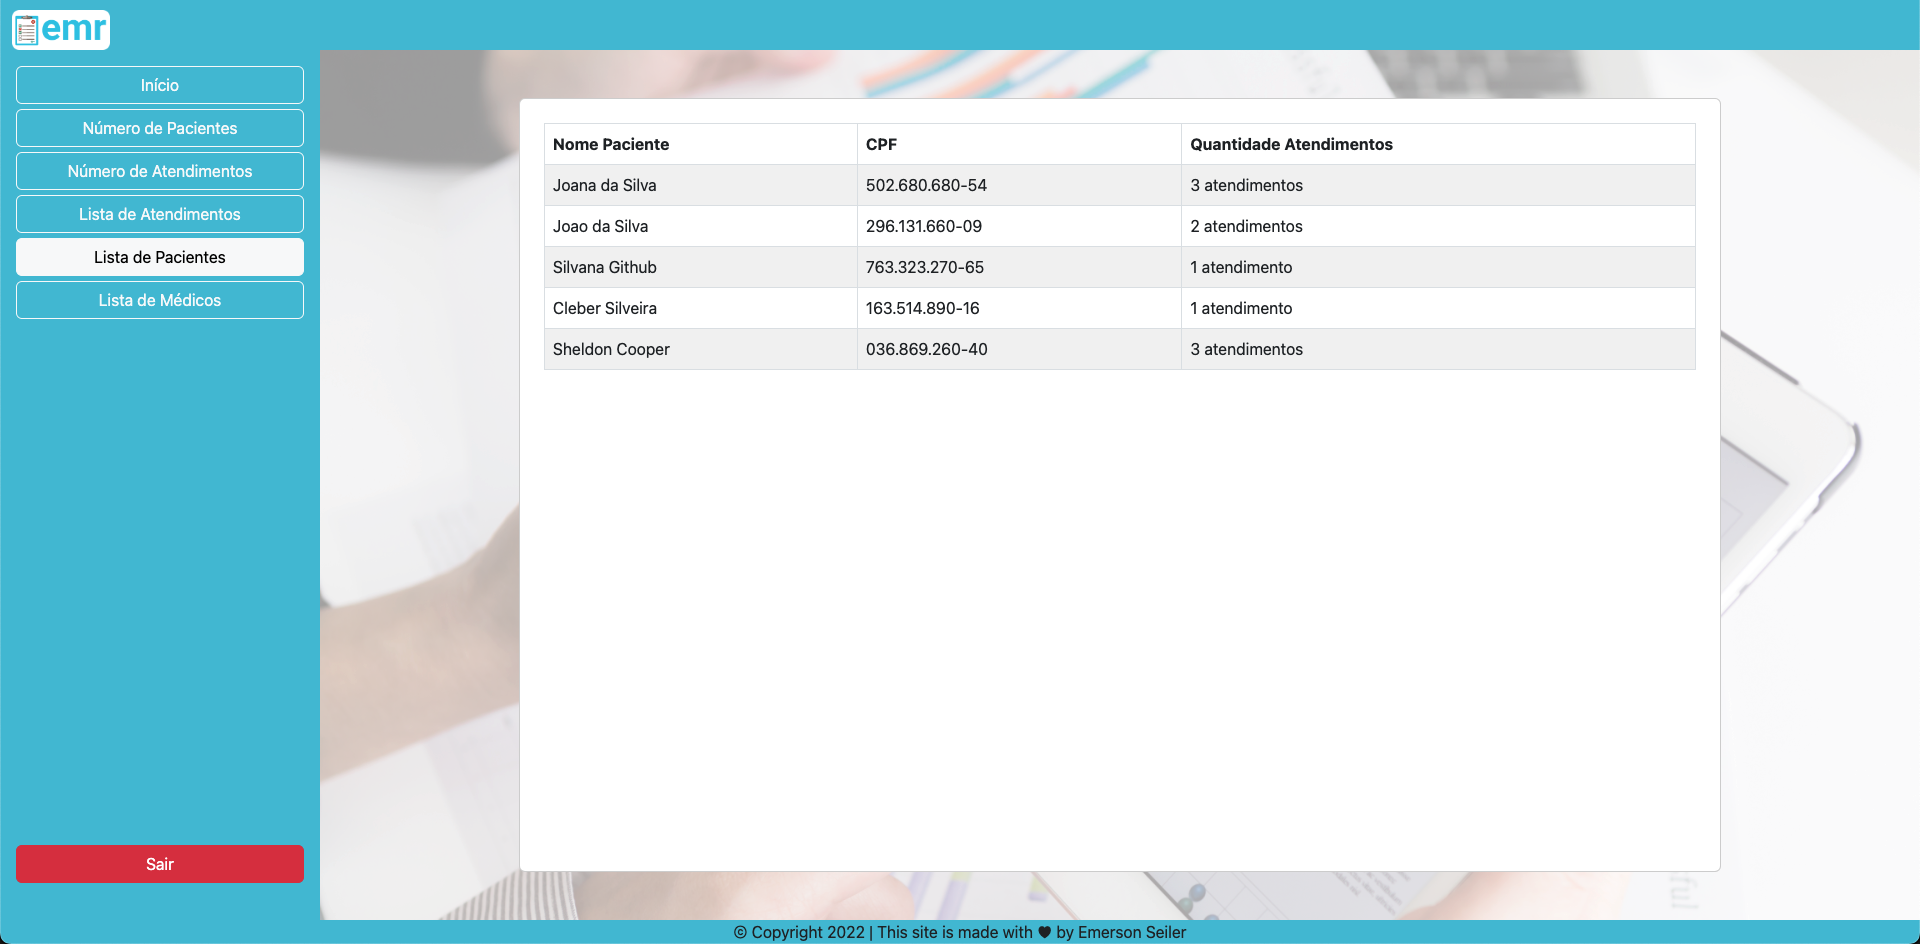 emr
Início
Número de Pacientes
Número de Atendimentos
Lista de Atendimentos
Lista de Pacientes
Lista de Médicos
Sair
Nome Paciente CPF Quantidade Atendimentos
Joana da Silva 502.680.680-54 3 atendimentos
Joao da Silva 296.131.660-09 2 atendimentos
Silvana Github 763.323.270-65 1 atendimento
Cleber Silveira 163.514.890-16 1 atendimento
Sheldon Cooper 036.869.260-40 3 atendimentos
© Copyright 2022 | This site is made with ♥ by Emerson Seiler